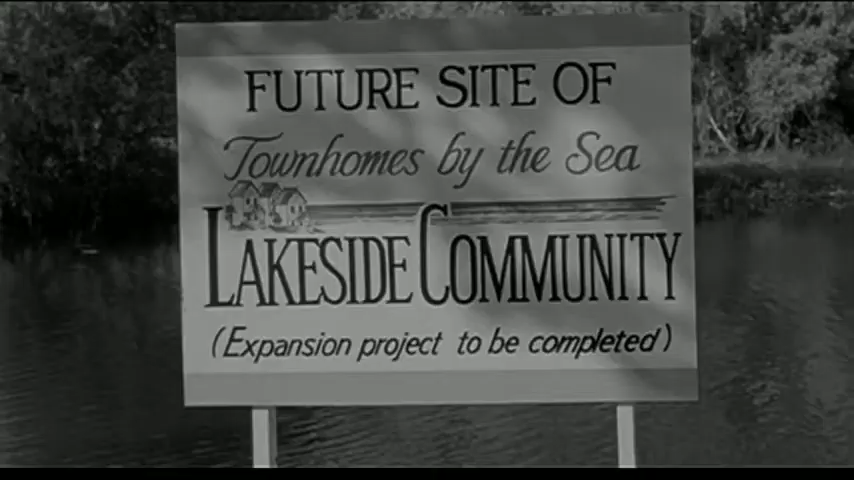 FUTURE SITE OF
Townhomes by the Sea
LAKESIDE COMMUNITY
(Expansion project to be completed)